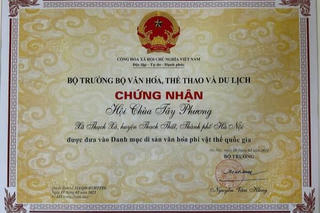 CỘNG HOÀ XÃ HỘI CHỦ NGHĨA VIỆT NAM
Độc lập - Tự do - Hạnh phúc
BỘ TRƯỞNG BỘ VĂN HÓA, THỂ THAO VÀ DU LỊCH
CHỨNG NHẬN
Hội Chùa Tây Phương
Xã Thạch Xá, huyện Thạch Thất, Thành phố Hà Nội
được đưa vào Danh mục di sản văn hóa phi vật thể quốc gia
BỘ TRƯỞNG
Nguyễn Văn Hùng